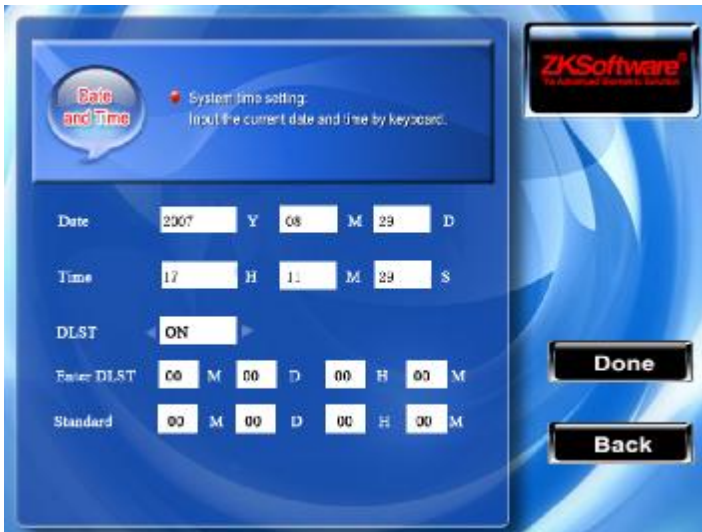 Date
and Time
System time setting:
Input the current date and time by keyboard.
ZKSoftware
Date 2007 Y 08 M 29 D
Time 17 H 11 M 29 S
DLST ON
Enter DLST 00 M 00 D 00 H 00 M
Standard 00 M 00 D 00 H 00 M
Done
Back